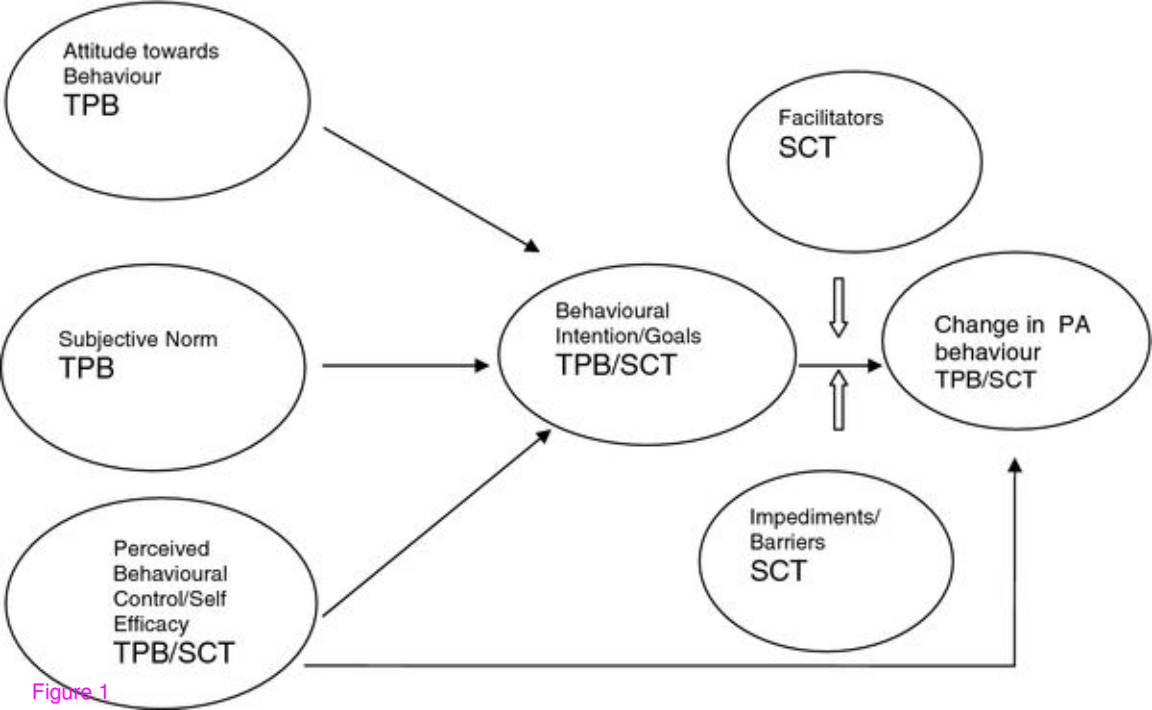 Attitude towards
Behaviour
TPB
Facilitators
SCT
Subjective Norm
TPB
Behavioural
Intention/Goals
TPB/SCT
Change in PA
behaviour
TPB/SCT
Perceived
Behavioural
Control/Self
Efficacy
TPB/SCT
Impediments/
Barriers
SCT
Figure 1